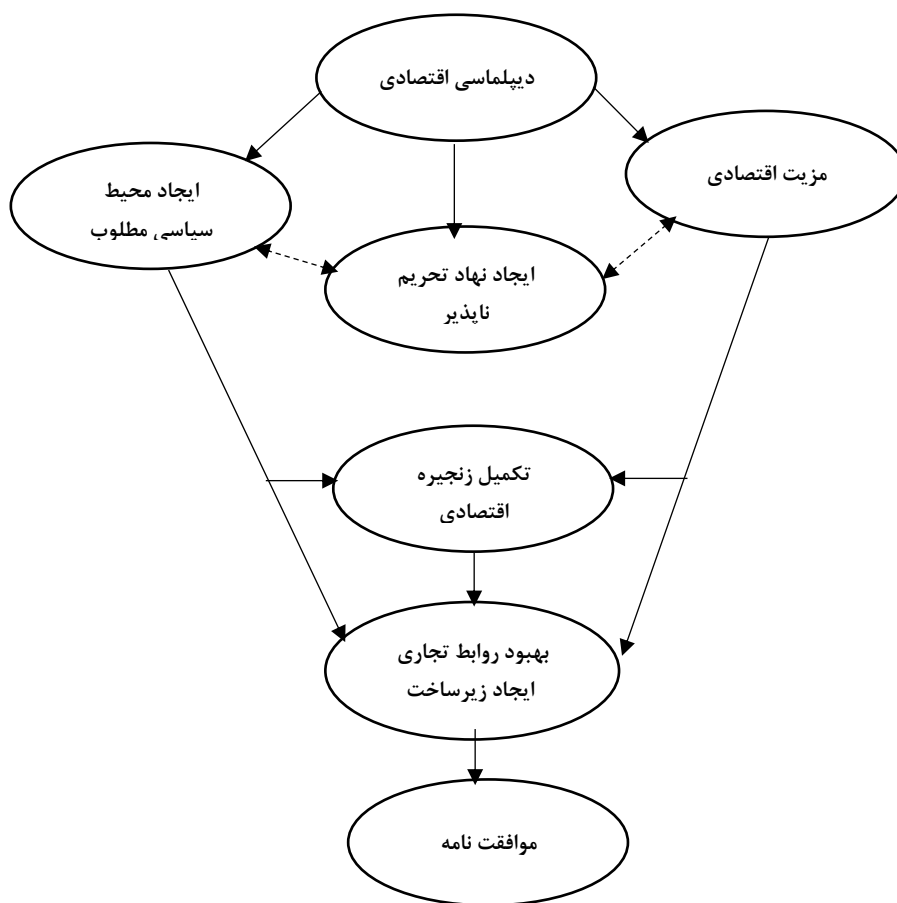 دیپلماسی اقتصادی
مزیت اقتصادی
ایجاد محیط
سیاسی مطلوب
ایجاد نهاد تحریم
ناپذیر
تکمیل زنجیره
اقتصادی
بهبود روابط تجاری
ایجاد زیرساخت
موافقت نامه